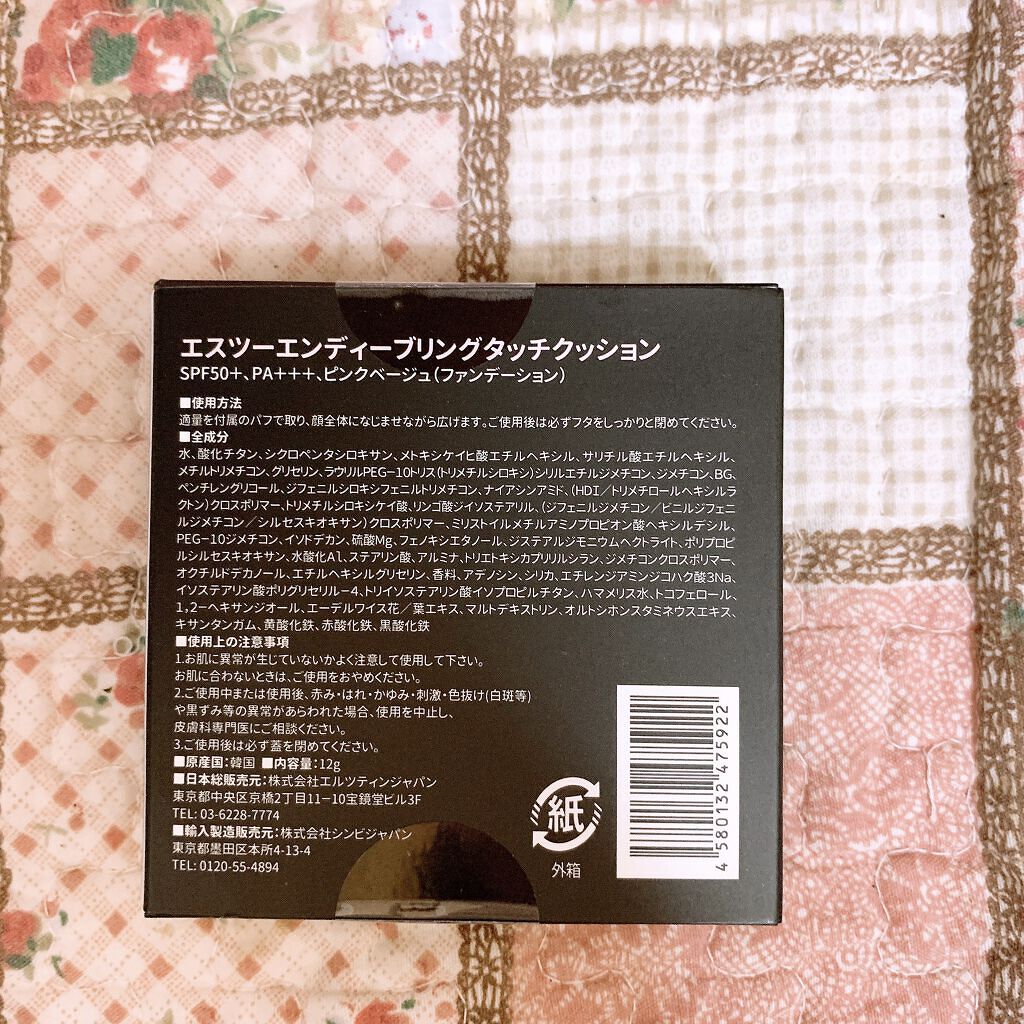 エスツーエンディーブリングタッチクッション
SPF50+、PA+++、ピンクベージュ(ファンデーション)
■使用方法
適量を付属のパフで取り、顔全体になじませながら広げます。ご使用後は必ずフタをしっかりと閉めてください。
■全成分
水、酸化チタン、シクロペンタシロキサン、メトキシケイヒ酸エチルヘキシル、サリチル酸エチルヘキシル、
メチルトリメチコン、グリセリン、ラウリルPEG-10トリス(トリメチルシロキシ)シリルエチルジメチコン、ジメチコン、BG、
ペンチレングリコール、ジフェニルシロキシフェニルトリメチコン、ナイアシンアミド、(HDI/トリメチロールヘキシルラ
クトン)クロスポリマー、トリメチルシロキシケイ酸、リンゴ酸ジイソステアリル、(ジフェニルジメチコン/ビニルジフェニ
ルジメチコン/シルセスキオキサン)クロスポリマー、ミリストイルメチルアミノプロピオン酸ヘキシルデシル、
PEG-10ジメチコン、イソドデカン、硫酸Mg、フェノキシエタノール、ジステアルジモニウムヘクトライト、ポリプロピ
ルシルセスキオキサン、水酸化Al、ステアリン酸、アルミナ、トリエトキシカプリリルシラン、ジメチコンクロスポリマー、
オクチルドデカノール、エチルヘキシルグリセリン、香料、アデノシン、シリカ、エチレンジアミンジコハク酸3Na、
イソステアリン酸ポリグリセリル-4、トリイソステアリン酸イソプロピルチタン、ハマメリス水、トコフェロール、
1,2-ヘキサンジオール、エーデルワイス花/葉エキス、マルトデキストリン、オルトシホンスタミネウスエキス、
キサンタンガム、黄酸化鉄、赤酸化鉄、黒酸化鉄
■使用上の注意事項
1.お肌に異常が生じていないかよく注意して使用して下さい。
お肌に合わないときは、ご使用をおやめください。
2.ご使用中または使用後、赤み・はれ・かゆみ・刺激・色抜け(白斑等)
や黒ずみ等の異常があらわれた場合、使用を中止し、
皮膚科専門医にご相談ください。
3.ご使用後は必ず蓋を閉めてください。
■原産国:韓国 ■内容量:12g
■日本総販売元:株式会社エルツティンジャパン
東京都中央区京橋2丁目11-10宝鏡堂ビル3F
TEL: 03-6228-7774
■輸入製造販売元:株式会社シンビジャパン
東京都墨田区本所4-13-4
TEL: 0120-55-4894
紙
外箱
4 580132 475922